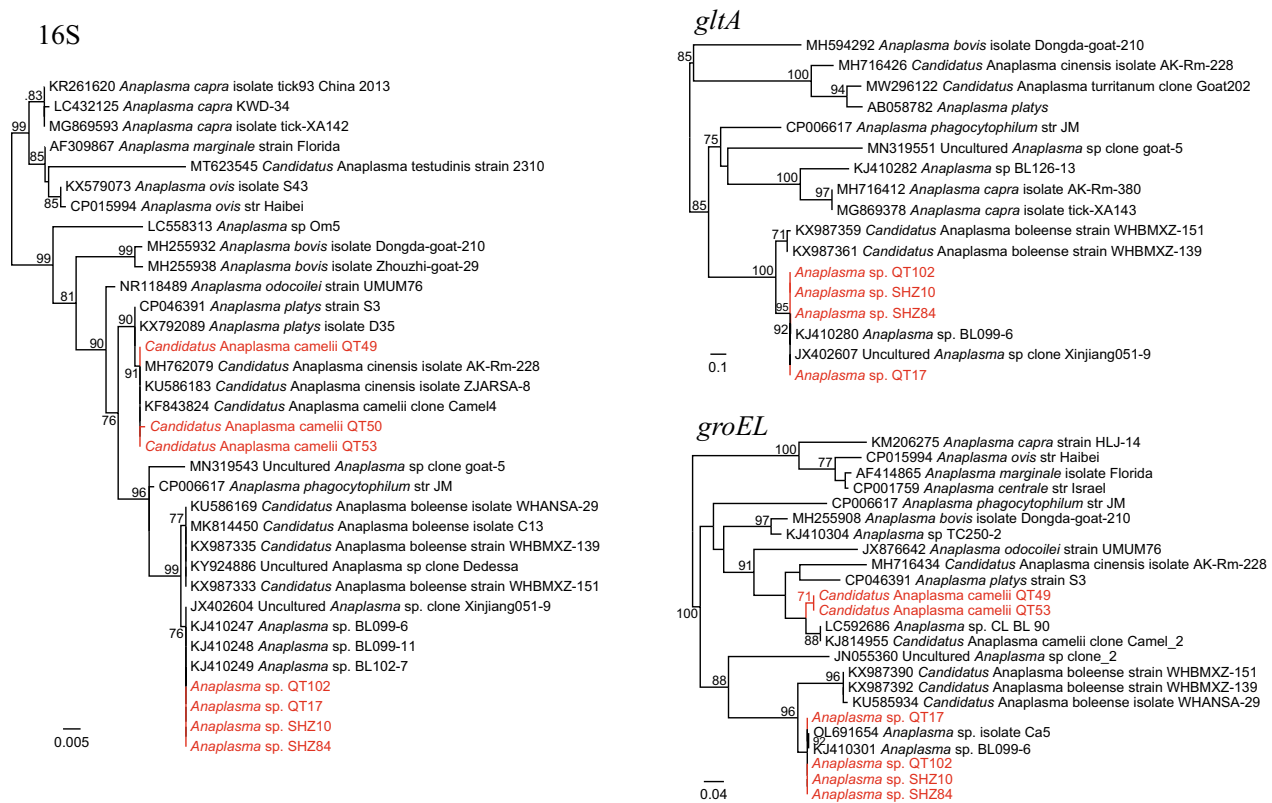 16S
.83
KR261620 Anaplasma capra isolate tick93 China 2013
LC432125 Anaplasma capra KWD-34
99
MG869593 Anaplasma capra isolate tick-XA142
AF309867 Anaplasma marginale strain Florida
85
MT623545 Candidatus Anaplasma testudinis strain 2310
KX579073 Anaplasma ovis isolate S43
85
CP015994 Anaplasma ovis str Haibei
LC558313 Anaplasma sp Om5
99
MH255932 Anaplasma bovis isolate Dongda-goat-210
99
MH255938 Anaplasma bovis isolate Zhouzhi-goat-29
81
NR118489 Anaplasma odocoilei strain UMUM76
CP046391 Anaplasma platys strain S3
90
KX792089 Anaplasma platys isolate D35
90
Candidatus Anaplasma camelii QT49
MH762079 Candidatus Anaplasma cinensis isolate AK-Rm-228
91
KU586183 Candidatus Anaplasma cinensis isolate ZJARSA-8
KF843824 Candidatus Anaplasma camelii clone Camel4
76
Candidatus Anaplasma camelii QT50
Candidatus Anaplasma camelii QT53
MN319543 Uncultured Anaplasma sp clone goat-5
96
CP006617 Anaplasma phagocytophilum str JM
KU586169 Candidatus Anaplasma boleense isolate WHANSA-29
77
MK814450 Candidatus Anaplasma boleense isolate C13
KX987335 Candidatus Anaplasma boleense strain WHBMXZ-139
99
KY924886 Uncultured Anaplasma sp clone Dedessa
KX987333 Candidatus Anaplasma boleense strain WHBMXZ-151
JX402604 Uncultured Anaplasma sp. clone Xinjiang051-9
76
KJ410247 Anaplasma sp. BL099-6
KJ410248 Anaplasma sp. BL099-11
KJ410249 Anaplasma sp. BL102-7
Anaplasma sp. QT102
Anaplasma sp. QT17
Anaplasma sp. SHZ10
Anaplasma sp. SHZ84
0.005
gltA
MH594292 Anaplasma bovis isolate Dongda-goat-210
85
MH716426 Candidatus Anaplasma cinensis isolate AK-Rm-228
100
MW296122 Candidatus Anaplasma turritanum clone Goat202
94
AB058782 Anaplasma platys
CP006617 Anaplasma phagocytophilum str JM
75
MN319551 Uncultured Anaplasma sp clone goat-5
KJ410282 Anaplasma sp BL126-13
100
MH716412 Anaplasma capra isolate AK-Rm-380
97
MG869378 Anaplasma capra isolate tick-XA143
85
KX987359 Candidatus Anaplasma boleense strain WHBMXZ-151
71
KX987361 Candidatus Anaplasma boleense strain WHBMXZ-139
100
Anaplasma sp. QT102
Anaplasma sp. SHZ10
95
Anaplasma sp. SHZ84
92
KJ410280 Anaplasma sp. BL099-6
JX402607 Uncultured Anaplasma sp clone Xinjiang051-9
Anaplasma sp. QT17
0.1
groEL
KM206275 Anaplasma capra strain HLJ-14
100
CP015994 Anaplasma ovis str Haibei
77
AF414865 Anaplasma marginale isolate Florida
CP001759 Anaplasma centrale str Israel
CP006617 Anaplasma phagocytophilum str JM
MH255908 Anaplasma bovis isolate Dongda-goat-210
97
KJ410304 Anaplasma sp TC250-2
JX876642 Anaplasma odocoilei strain UMUM76
91
MH716434 Candidatus Anaplasma cinensis isolate AK-Rm-228
CP046391 Anaplasma platys strain S3
71
Candidatus Anaplasma camelii QT49
Candidatus Anaplasma camelii QT53
100
LC592686 Anaplasma sp. CL BL 90
88
KJ814955 Candidatus Anaplasma camelii clone Camel_2
JN055360 Uncultured Anaplasma sp clone_2
88
KX987390 Candidatus Anaplasma boleense strain WHBMXZ-151
96
KX987392 Candidatus Anaplasma boleense strain WHBMXZ-139
KU585934 Candidatus Anaplasma boleense isolate WHANSA-29
96
Anaplasma sp. QT17
OL691654 Anaplasma sp. isolate Ca5
92
KJ410301 Anaplasma sp. BL099-6
Anaplasma sp. QT102
Anaplasma sp. SHZ10
Anaplasma sp. SHZ84
0.04